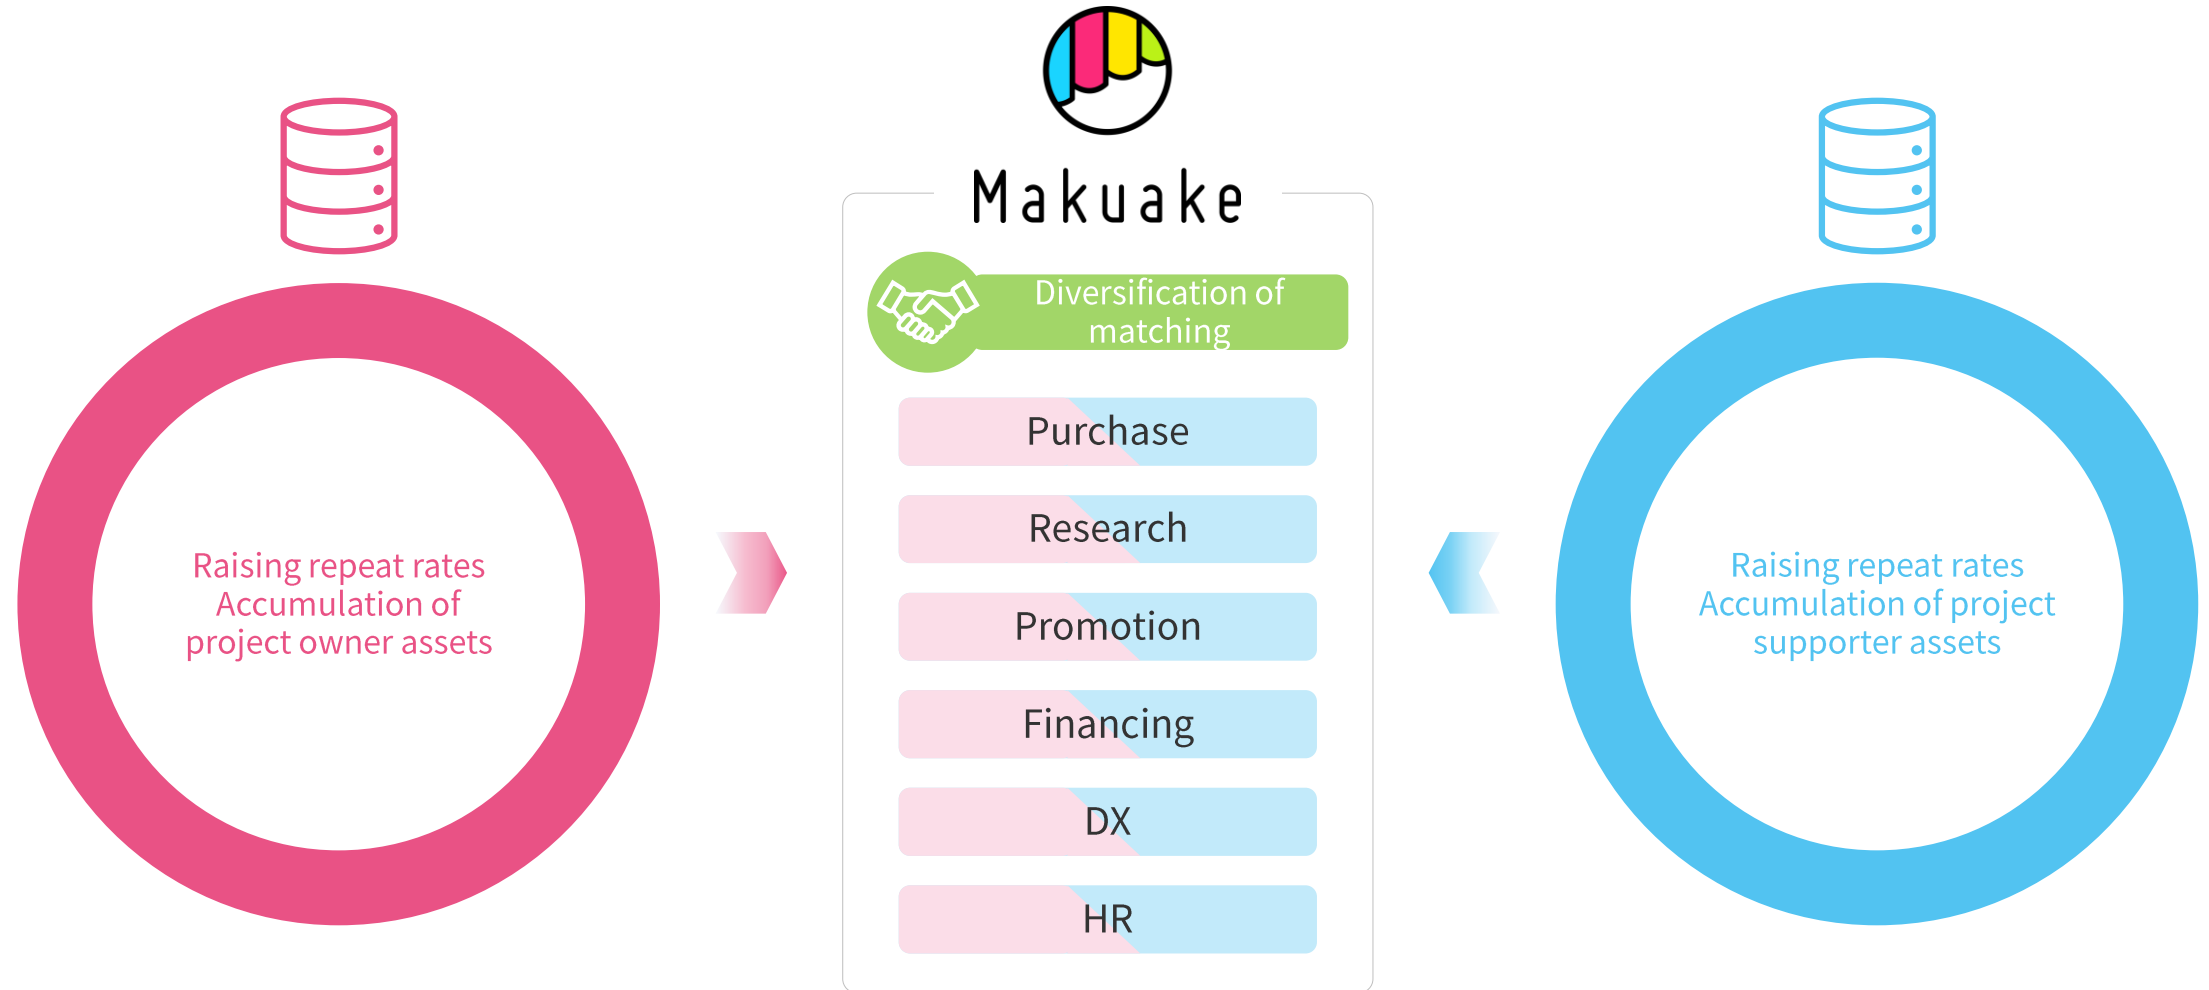 Makuake
Diversification of
matching
Purchase
Research
Promotion
Financing
DX
HR
Raising repeat rates
Accumulation of
project owner assets
Raising repeat rates
Accumulation of project
supporter assets